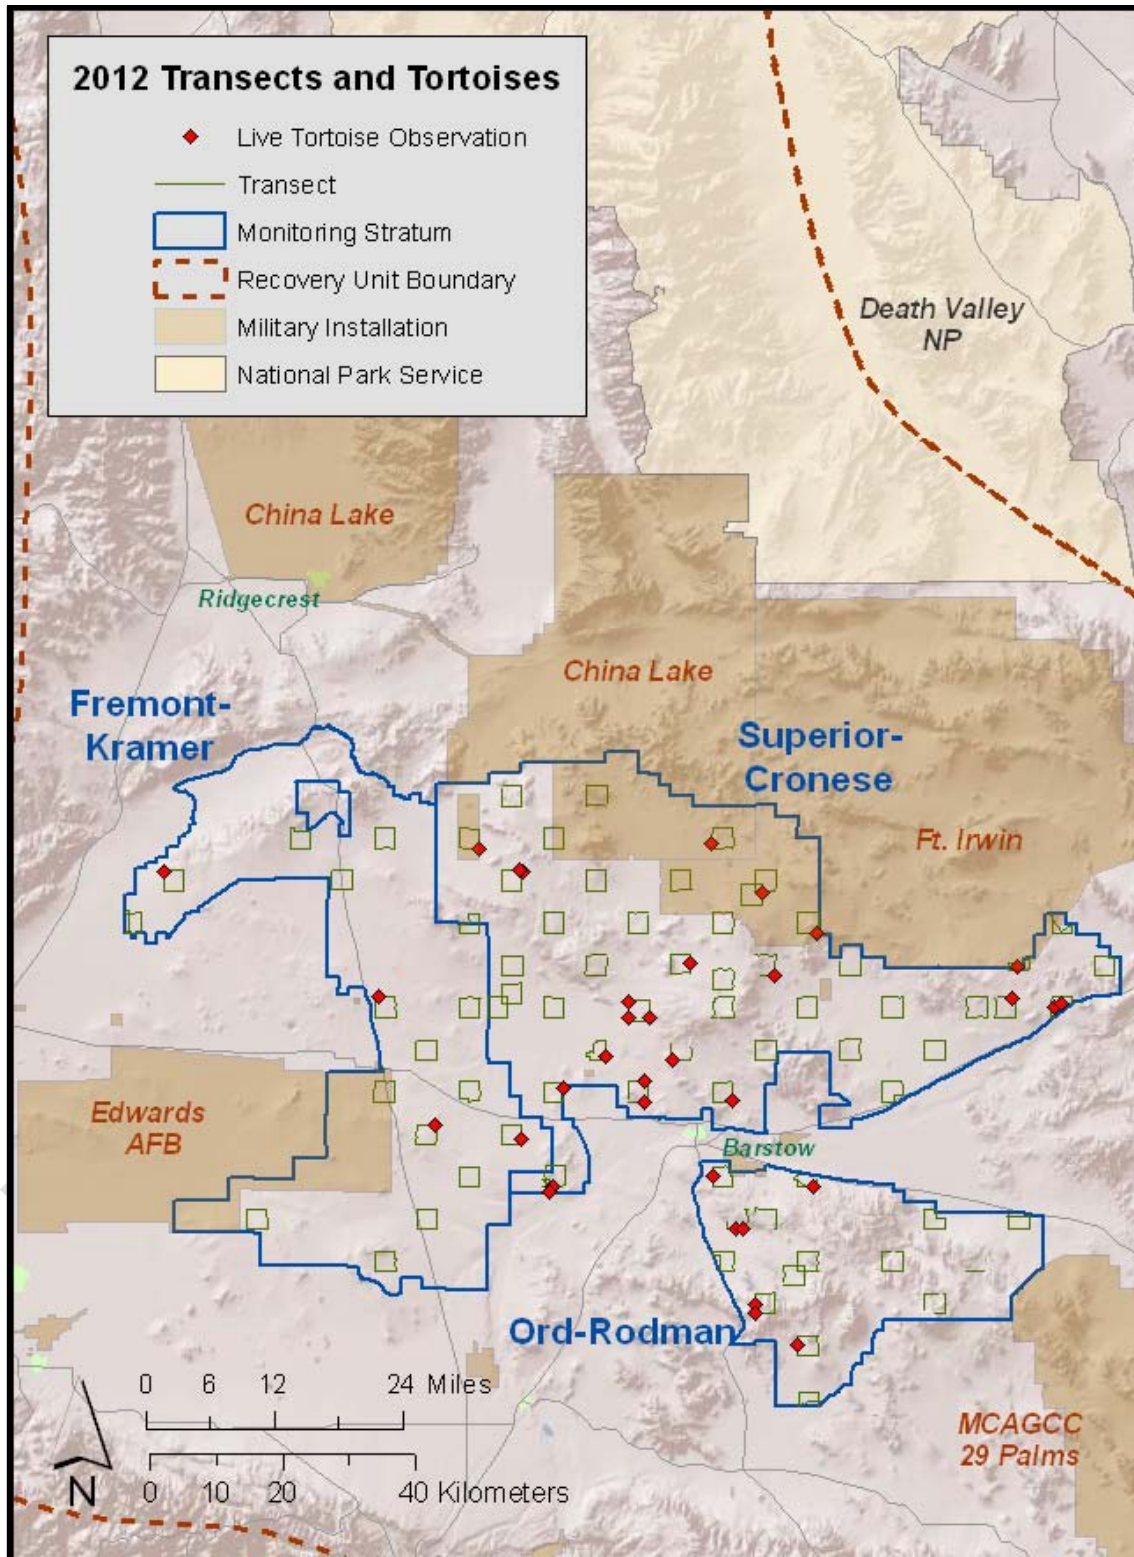 2012 Transects and Tortoises
Live Tortoise Observation
Transect
Monitoring Stratum
Recovery Unit Boundary
Military Installation
National Park Service
Death Valley
NP
China Lake
Ridgecrest
China Lake
Fremont-
Kramer
Superior-
Cronese
Ft. Irwin
Edwards
AFB
Barstow
Ord-Rodman
0 6 12 24 Miles
MCAGCC
29 Palms
N
0 10 20 40 Kilometers